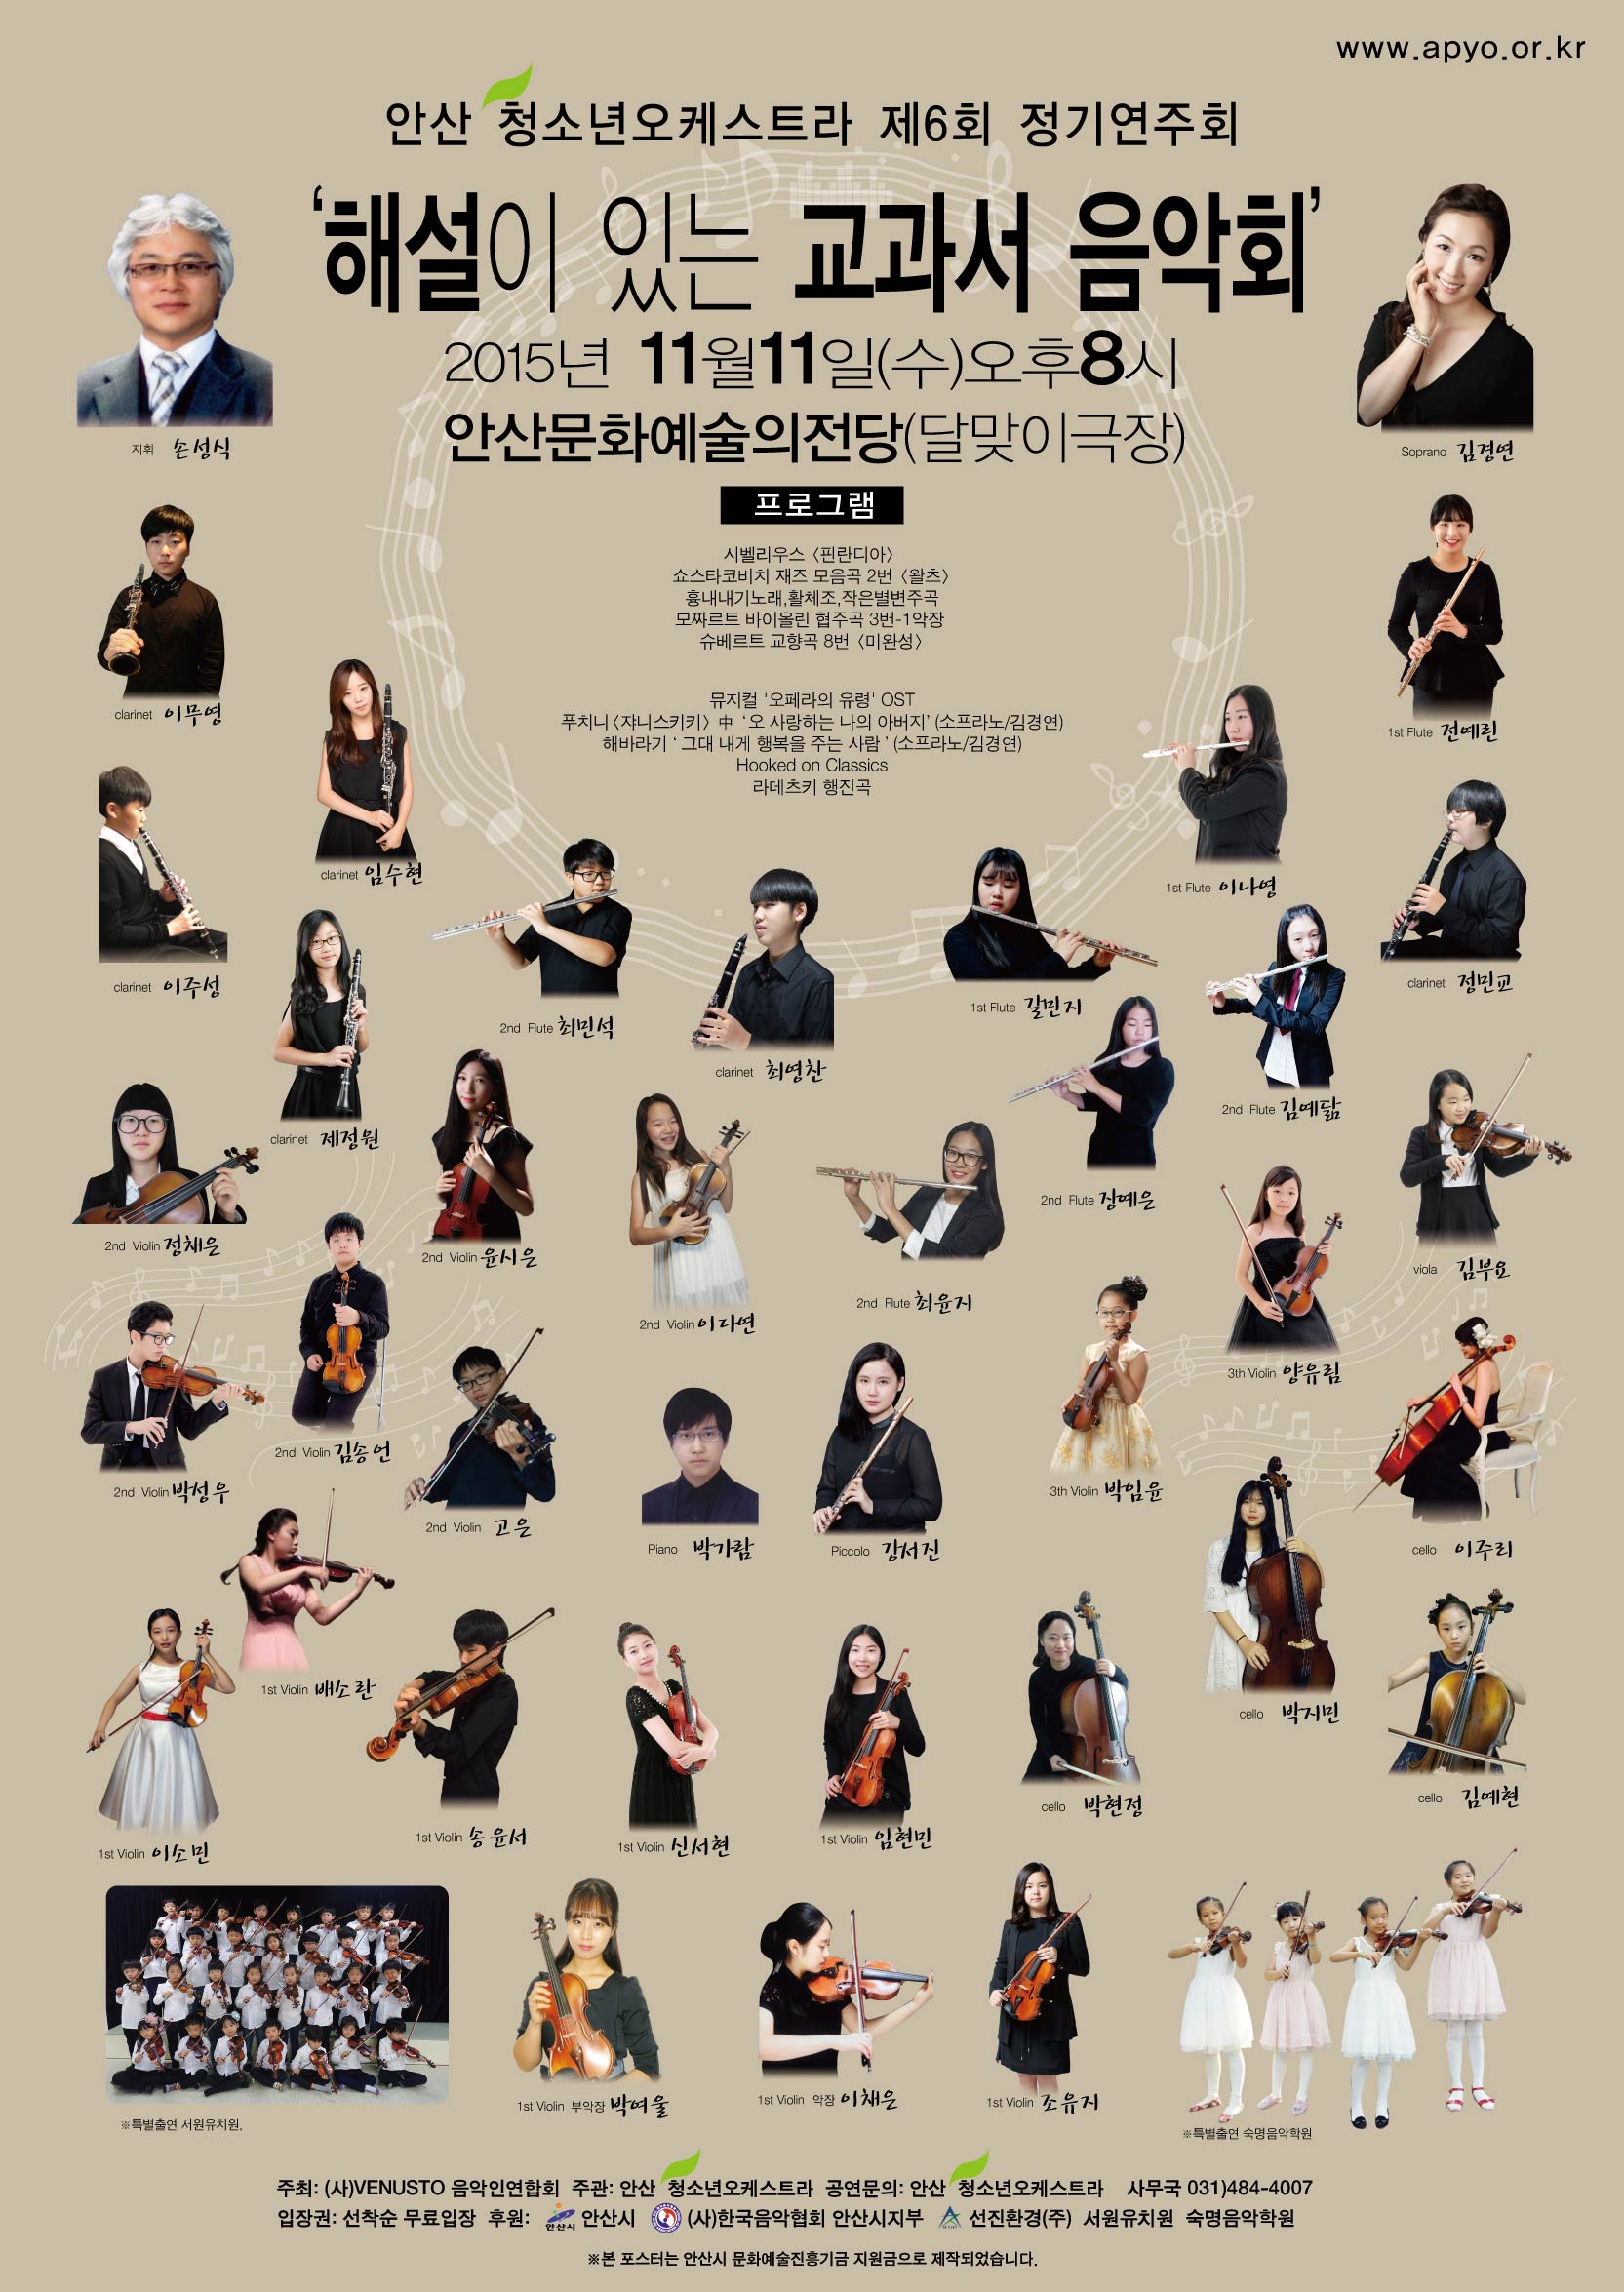 www.apyo.or.kr
안산 청소년오케스트라 제6회 정기연주회
'해설이 있는 교과서 음악회'
2015년 11월11일(수)오후8시
안산문화예술의전당(달맞이극장)
지휘 손성식
Soprano 김경연
프로그램
시벨리우스 〈핀란디아〉
쇼스타코비치 재즈 모음곡 2번 〈왈츠〉
흉내내기노래,활체조,작은별변주곡
모짜르트 바이올린 협주곡 3번-1악장
슈베르트 교향곡 8번 〈미완성〉
뮤지컬 '오페라의 유령' OST
푸치니〈쟈니스키키〉 中 ‘오 사랑하는 나의 아버지’ (소프라노/김경연)
해바라기 ‘ 그대 내게 행복을 주는 사람 ’ (소프라노/김경연)
Hooked on Classics
라데츠키 행진곡
clarinet 이무영
1st Flute 전예린
clarinet 임수현
1st Flute 이나영
clarinet 이주성
2nd Flute 최민석
clarinet 최영찬
1st Flute 갈민지
clarinet 정민교
clarinet 제정원
2nd Flute 김예닮
2nd Violin 정채은
2nd Violin 윤시은
2nd Violin 이다연
2nd Flute 최윤지
2nd Flute 장예은
viola 김부요
2nd Violin 박성우
2nd Violin 김송언
2nd Violin 고은
Piano 박가람
Piccolo 강서진
3th Violin 박임윤
3th Violin 양유림
cello 이주리
1st Violin 배소란
cello 박지민
1st Violin 이소민
1st Violin 송윤서
1st Violin 신서현
1st Violin 임현민
cello 박현정
cello 김예현
※특별출연 서원유치원,
1st Violin 부악장 박여울
1st Violin 악장 이채은
1st Violin 조유지
※특별출연 숙명음악학원
주최: (사)VENUSTO 음악인연합회 주관: 안산 청소년오케스트라 공연문의: 안산 청소년오케스트라 사무국 031)484-4007
입장권: 선착순 무료입장 후원: 안산시 안산시 (사)한국음악협회 안산시지부 선진환경(주) 서원유치원 숙명음악학원
※본 포스터는 안산시 문화예술진흥기금 지원금으로 제작되었습니다.